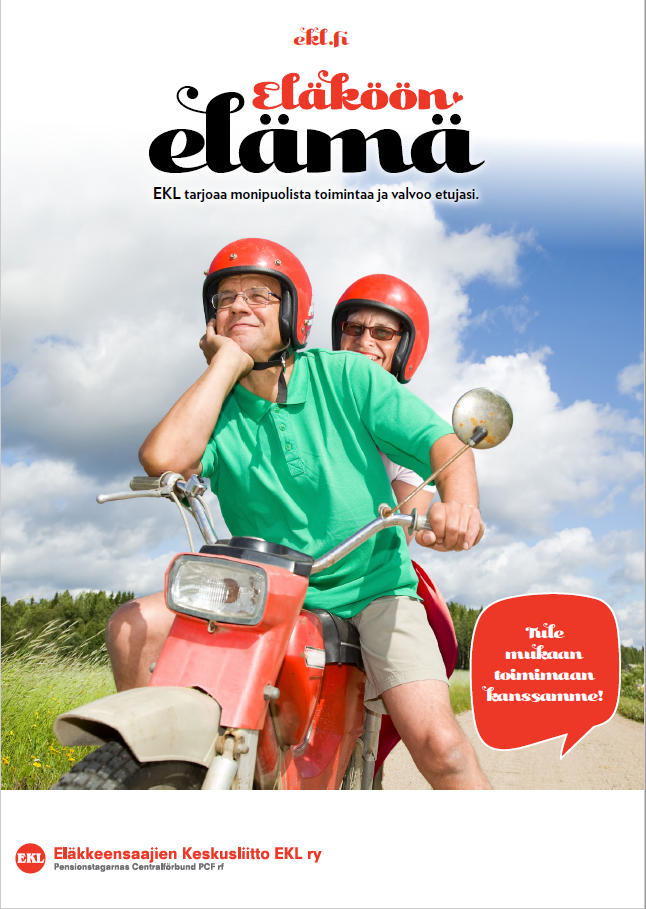 ekl.fi
Eläköön
elämä
EKL tarjoaa monipuolista toimintaa ja valvoo etujasi.
Tule
mukaan
toimimaan
kanssamme!
EKL
Eläkkeensaajien Keskusliitto EKL ry
Pensionstagarnas Centralförbund PCF rf